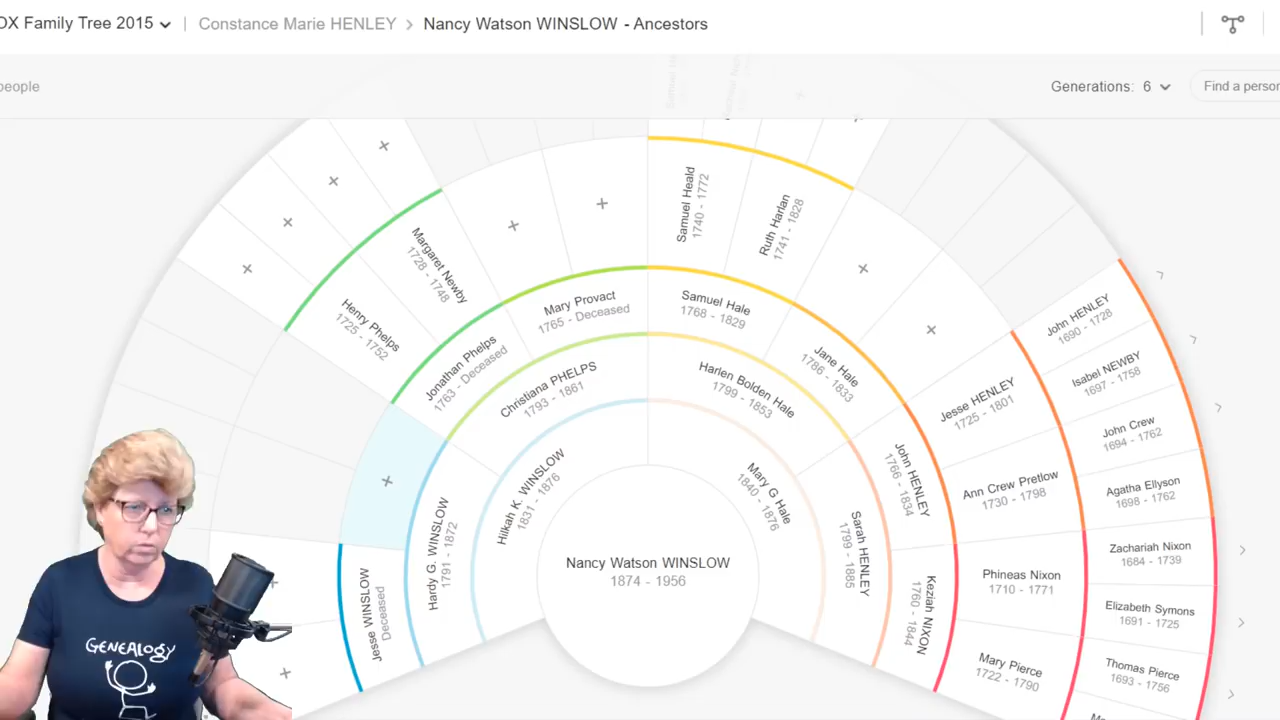 OX Family Tree 2015
Constance Marie HENLEY > Nancy Watson WINSLOW - Ancestors
people
Generations: 6
Find a person
Samuel Heald
1740 - 1772
Ruth Harlan
1741 - 1828
Margaret Newby
1728 - 1748
Henry Phelps
1725 - 1752
Mary Provact
1765 - Deceased
Samuel Hale
1768 - 1829
Jonathan Phelps
1763 - Deceased
Jane Hale
1786 - 1833
Christiana PHELPS
1793 - 1861
Harlen Bolden Hale
1799 - 1853
John HENLEY
1690 - 1728
Isabel NEWBY
1697 - 1758
Jesse HENLEY
1725 - 1801
John Crew
1694 - 1762
John HENLEY
1766 - 1834
Ann Crew Pretlow
1730 - 1798
Agatha Ellyson
1698 - 1762
Hilkah K. WINSLOW
1831 - 1876
Mary G Hale
1840 - 1876
Hardy G. WINSLOW
1791 - 1872
Sarah HENLEY
1799 - 1885
Zachariah Nixon
1684 - 1739
Nancy Watson WINSLOW
1874 - 1956
Phineas Nixon
1710 - 1771
Jesse WINSLOW
Deceased
Keziah NIXON
1760 - 1844
Elizabeth Symons
1691 - 1725
Mary Pierce
1722 - 1790
Thomas Pierce
1693 - 1756
GENEALOGY